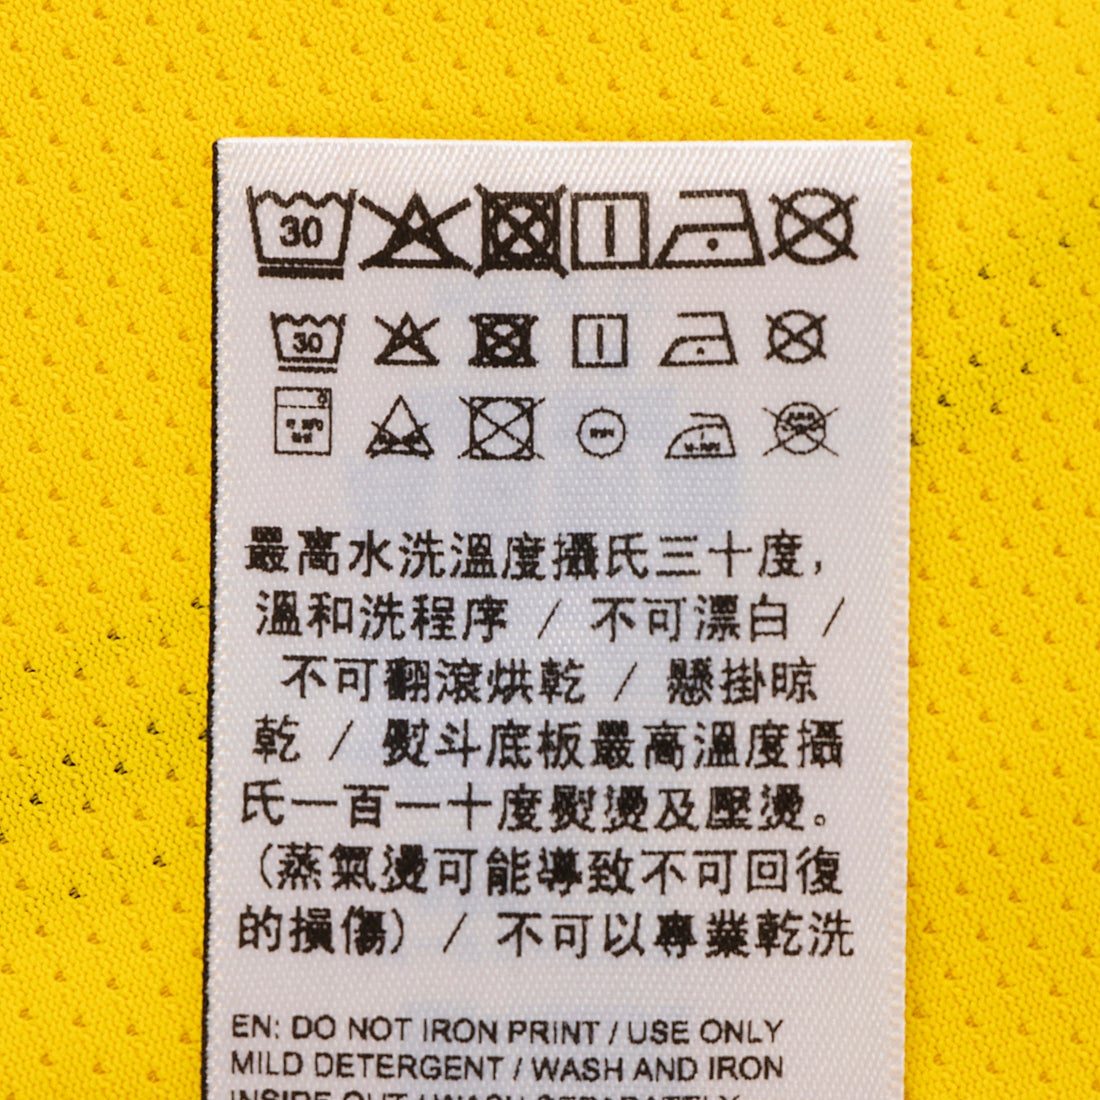 30
30
最高水洗溫度攝氏三十度，
溫和洗程序 / 不可漂白 /
不可翻滾烘乾 / 懸掛晾
乾 / 熨斗底板最高溫度攝
氏一百一十度熨燙及壓燙。
（蒸氣燙可能導致不可回復
的損傷） / 不可以專業乾洗
EN: DO NOT IRON PRINT / USE ONLY
MILD DETERGENT / WASH AND IRON
INSIDE OUT / WASH SEPARATELY